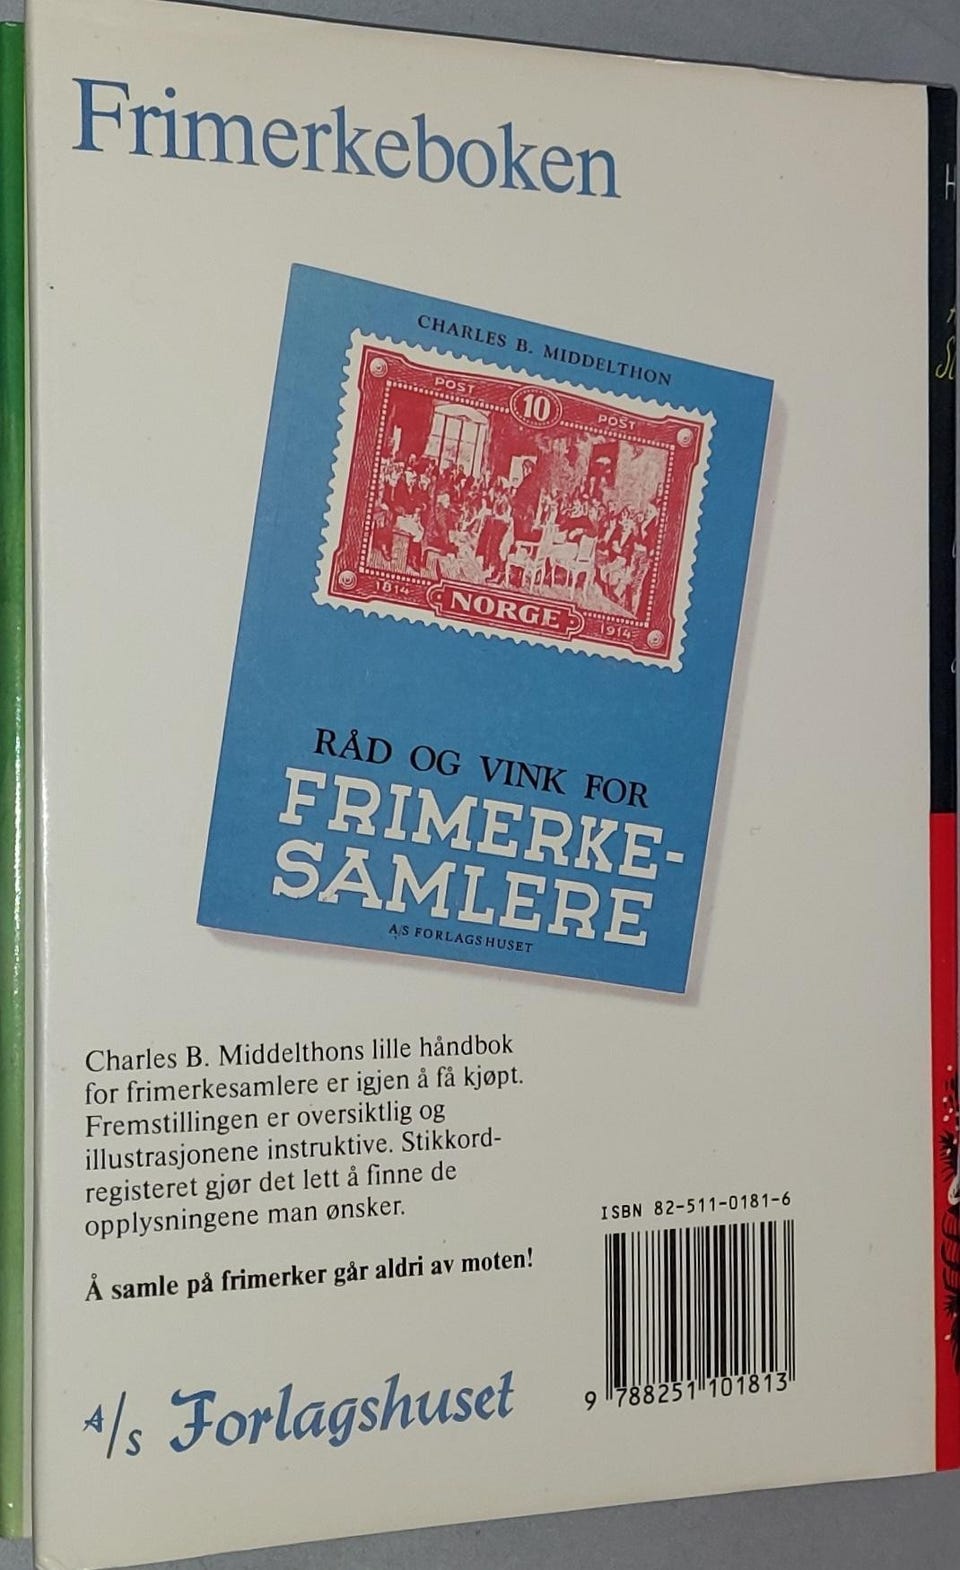 Frimerkeboken
CHARLES B. MIDDELTHON
POST 10 POST
1814 NORGE 1914
RÅD OG VINK FOR
FRIMERKE-
SAMLERE
A/S FORLAGSHUSET
Charles B. Middelthons lille håndbok
for frimerkesamlere er igjen å få kjøpt.
Fremstillingen er oversiktlig og
illustrasjonene instruktive. Stikkord-
registeret gjør det lett å finne de
opplysningene man ønsker.
Å samle på frimerker går aldri av moten!
A/S Forlagshuset
ISBN 82-511-0181-6
9 788251 101813